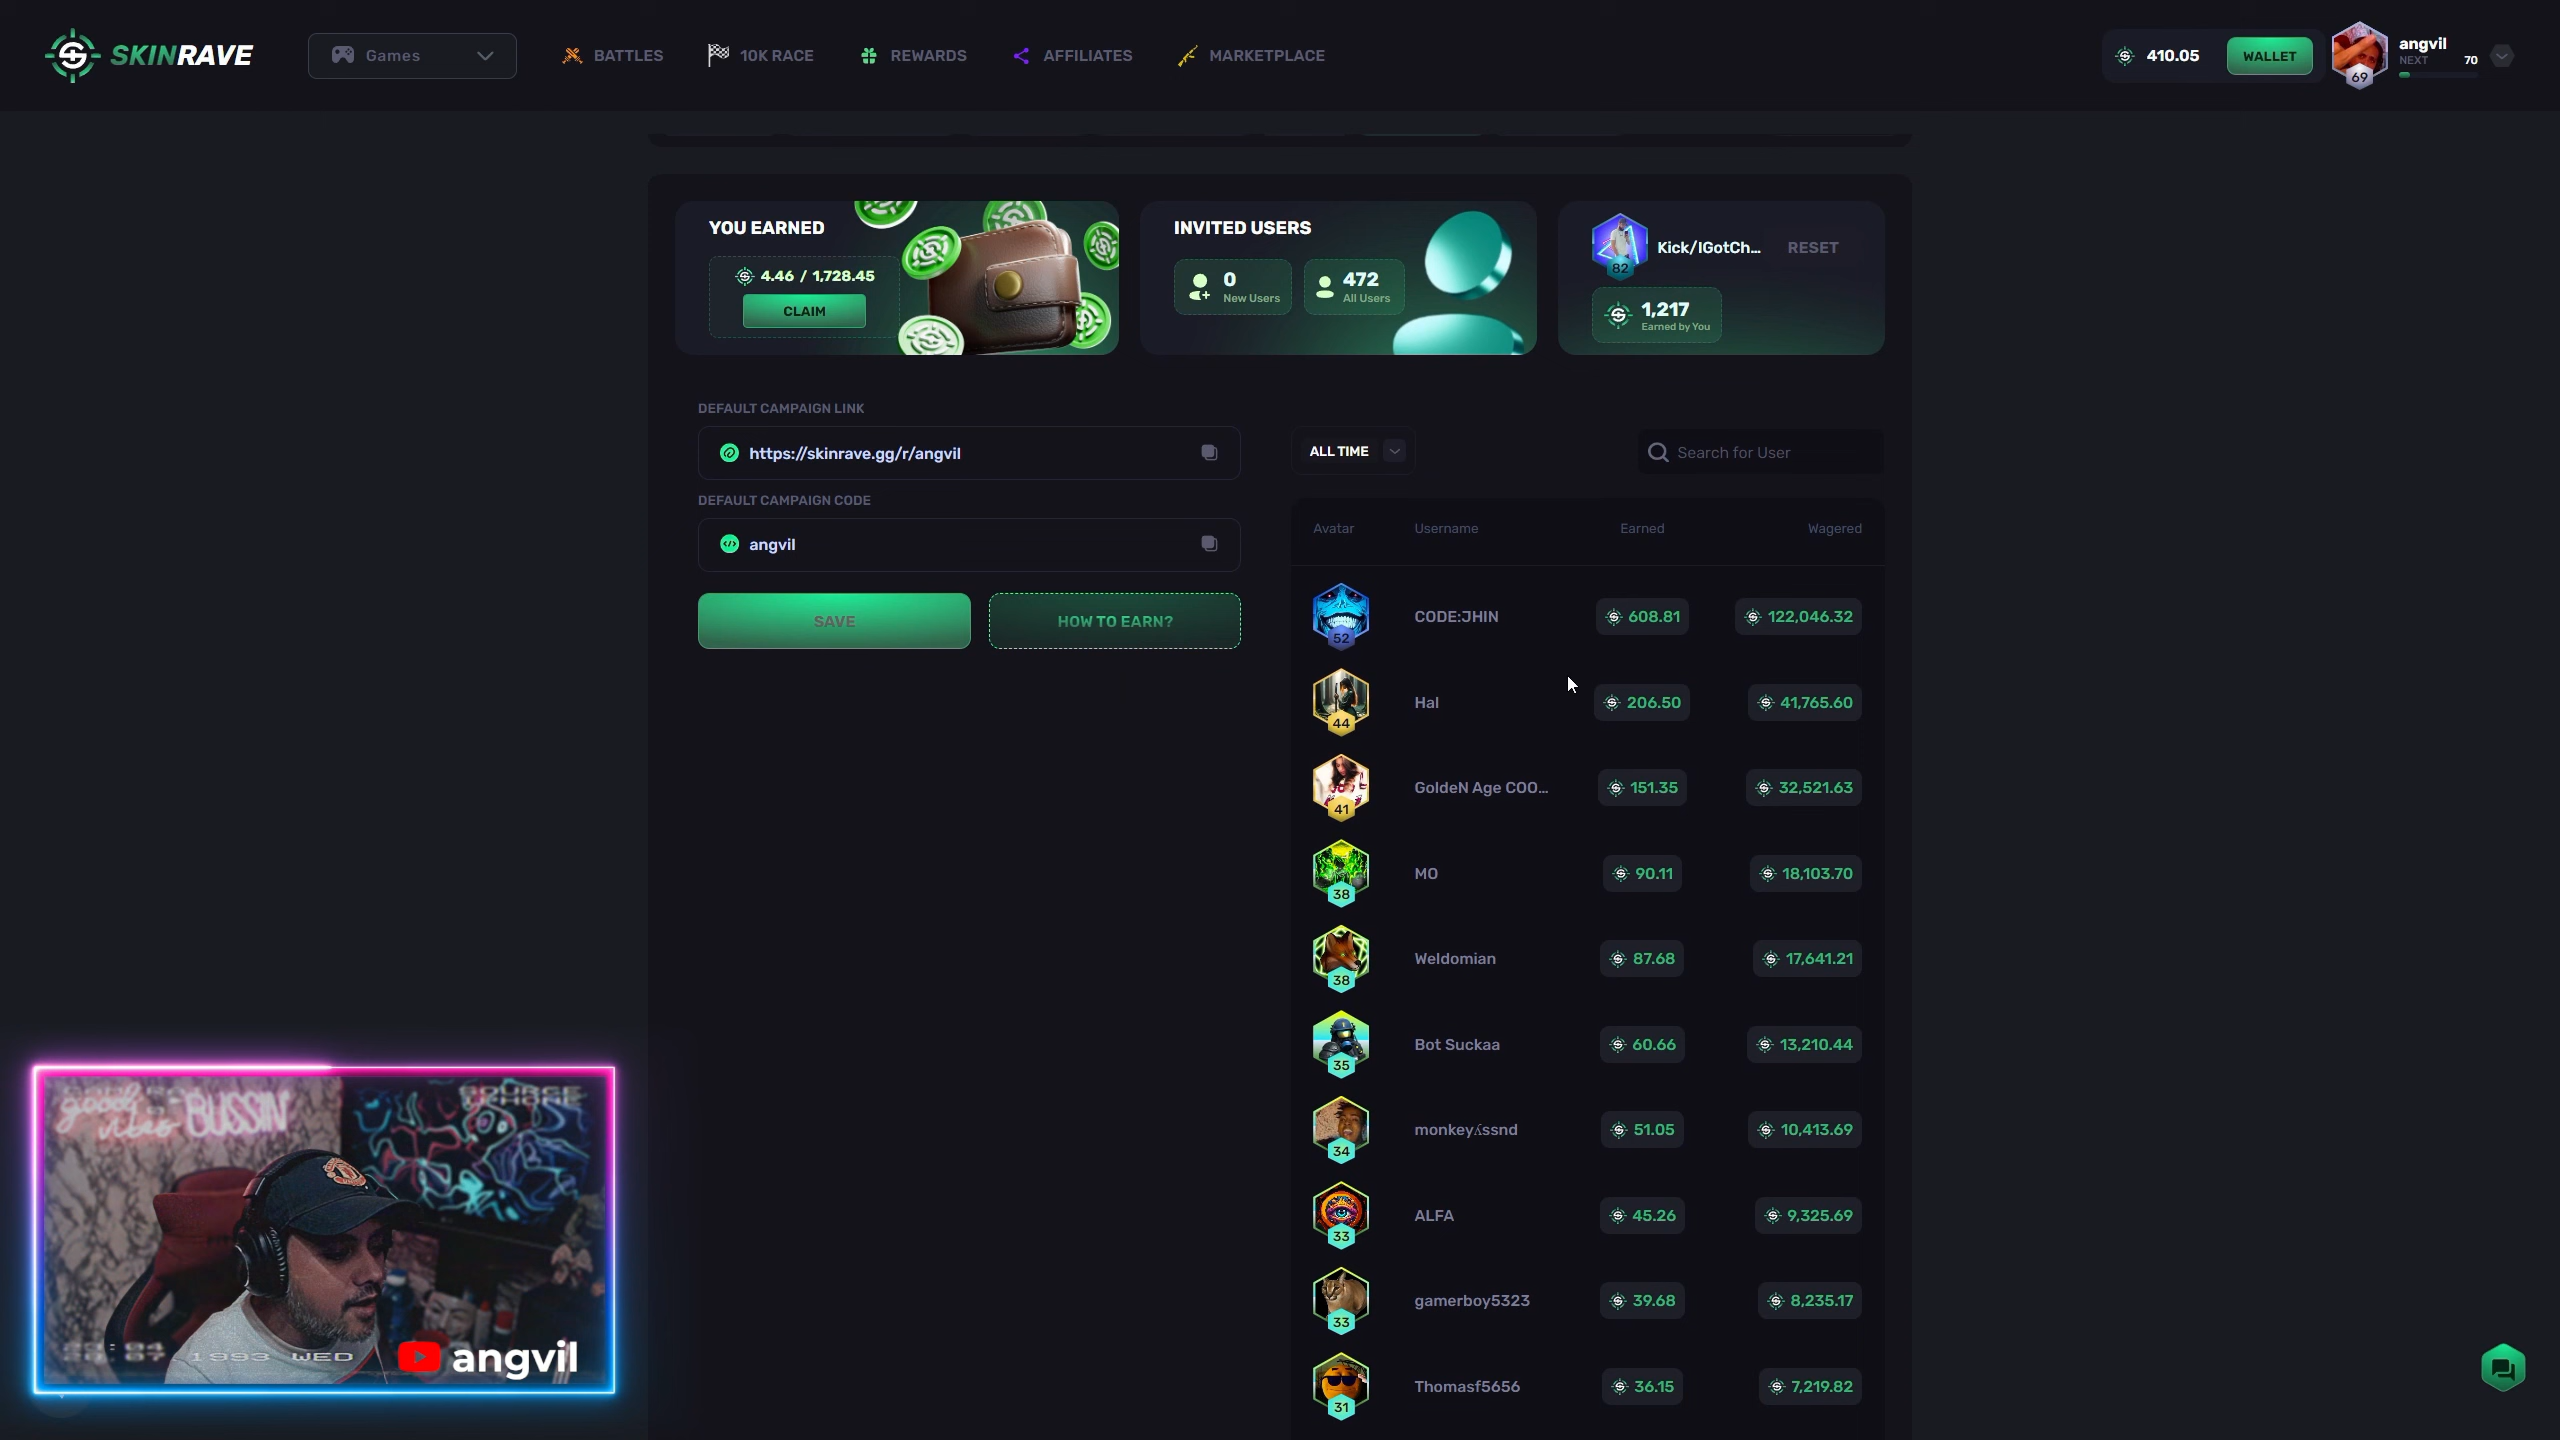 SKINRAVE
Games
BATTLES
10K RACE
REWARDS
AFFILIATES
MARKETPLACE
410.05
WALLET
69
angvil
NEXT 70
YOU EARNED
4.46 / 1,728.45
CLAIM
INVITED USERS
0
New Users
472
All Users
82
Kick/IGotCh...
RESET
1,217
Earned by You
DEFAULT CAMPAIGN LINK
https://skinrave.gg/r/angvil
DEFAULT CAMPAIGN CODE
angvil
SAVE
HOW TO EARN?
ALL TIME
Search for User
Avatar Username Earned Wagered
52 CODE:JHIN 608.81 122,046.32
44 Hal 206.50 41,765.60
41 GoldeN Age COO... 151.35 32,521.63
38 MO 90.11 18,103.70
38 Weldomian 87.68 17,641.21
35 Bot Suckaa 60.66 13,210.44
34 51.05 10,413.69
33 ALFA 45.26 9,325.69
33 gamerboy5323 39.68 8,235.17
31 Thomasf5656 36.15 7,219.82
good
vibes
BUSSIN'
1993 WED
angvil